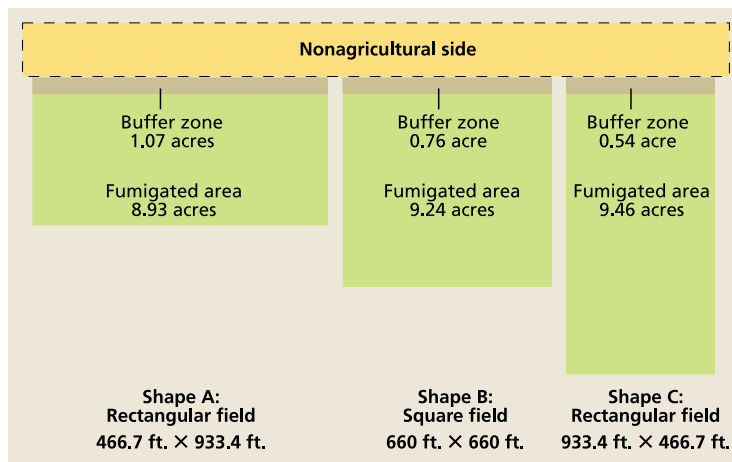 Nonagricultural side
Buffer zone
1.07 acres
Fumigated area
8.93 acres
Buffer zone
0.76 acre
Fumigated area
9.24 acres
Buffer zone
0.54 acre
Fumigated area
9.46 acres
Shape A:
Rectangular field
466.7 ft. × 933.4 ft.
Shape B:
Square field
660 ft. × 660 ft.
Shape C:
Rectangular field
933.4 ft. × 466.7 ft.